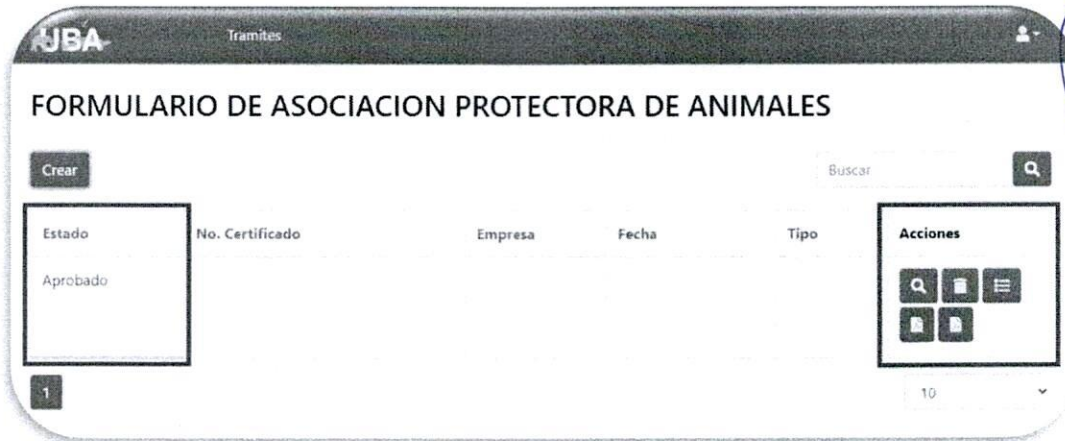 UBA
Tramites
FORMULARIO DE ASOCIACION PROTECTORA DE ANIMALES
Crear
Buscar
Estado No. Certificado Empresa Fecha Tipo Acciones
Aprobado
1
10